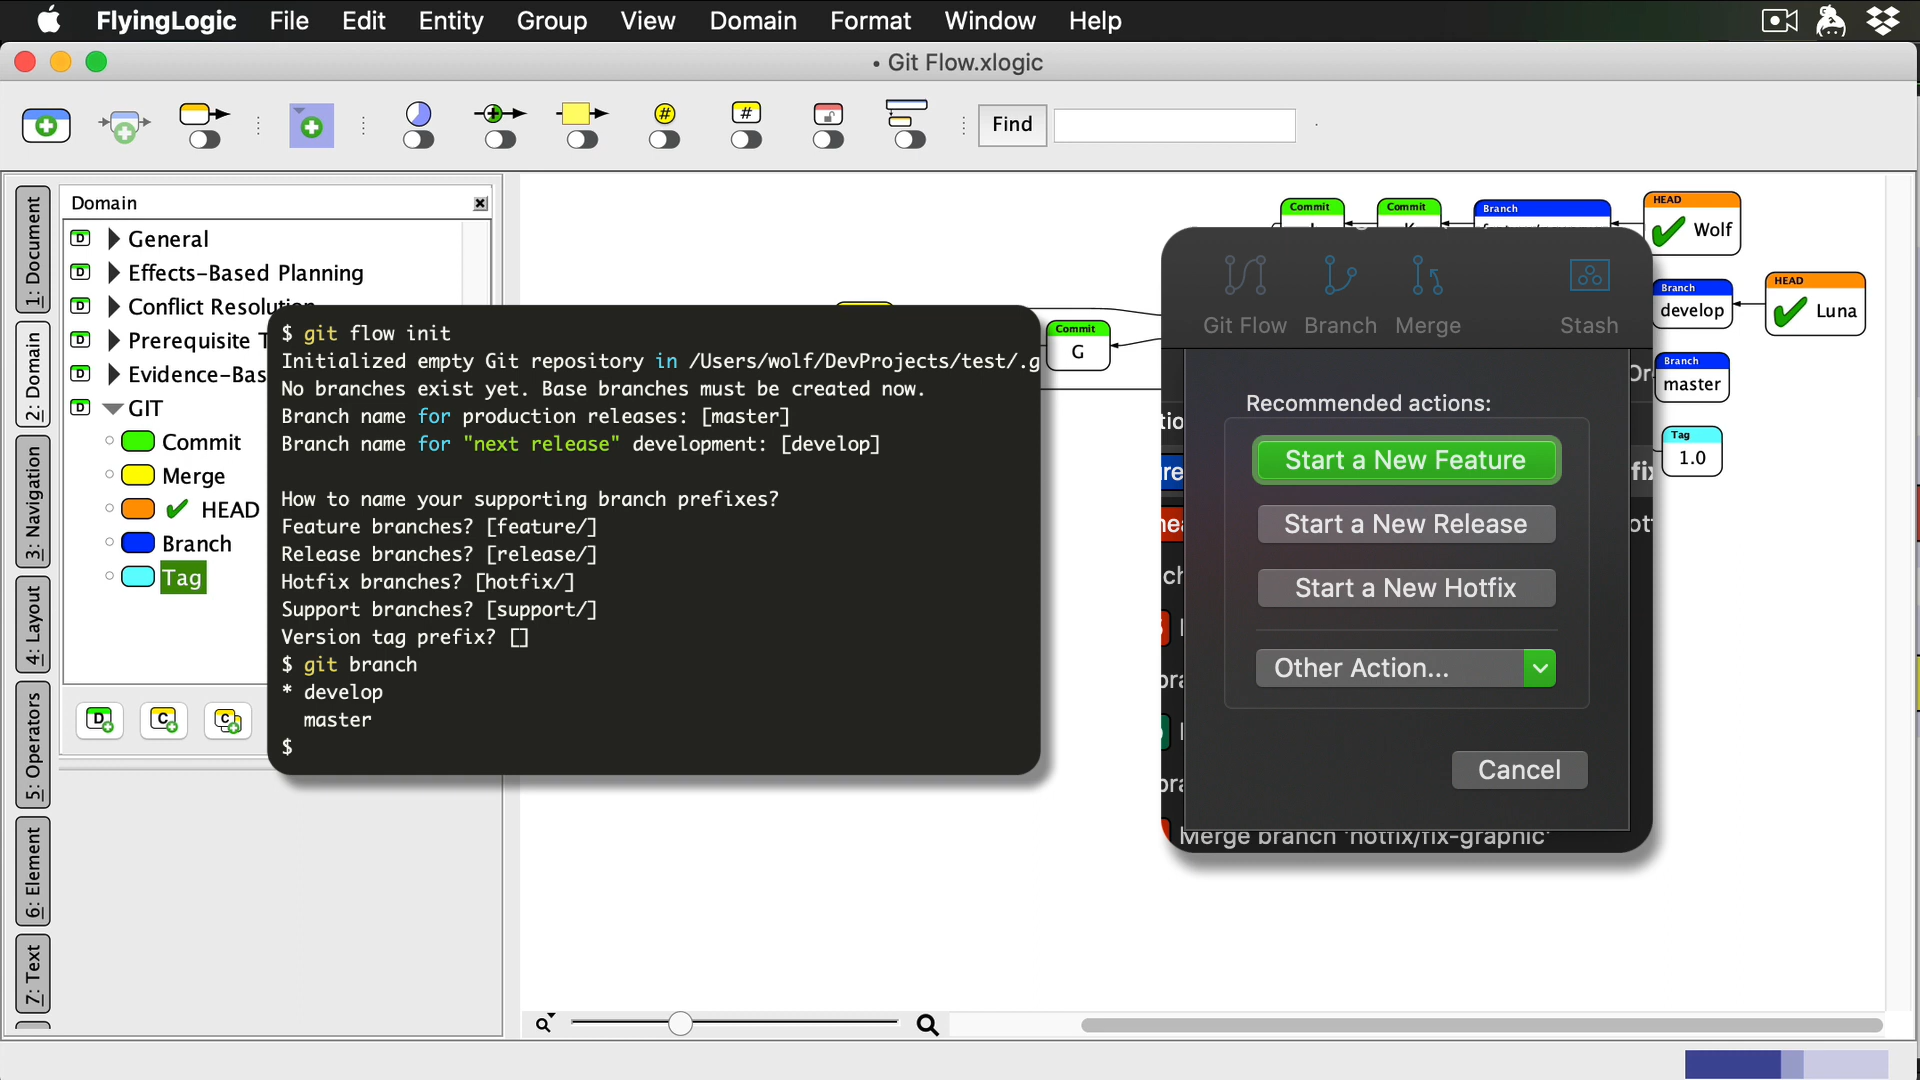 FlyingLogic File Edit Entity Group View Domain Format Window Help
• Git Flow.xlogic
Find
1: Document
2: Domain
3: Navigation
4: Layout
5: Operators
6: Element
7: Text
Domain
General
Effects-Based Planning
Conflict Resolution
Prerequisite T
Evidence-Bas
GIT
Commit
Merge
HEAD
Branch
Tag
$ git flow init
Initialized empty Git repository in /Users/wolf/DevProjects/test/.g
No branches exist yet. Base branches must be created now.
Branch name for production releases: [master]
Branch name for "next release" development: [develop]
How to name your supporting branch prefixes?
Feature branches? [feature/]
Release branches? [release/]
Hotfix branches? [hotfix/]
Support branches? [support/]
Version tag prefix? []
$ git branch
* develop
master
$
Commit
G
Commit
Commit
Branch
HEAD
Wolf
Branch
develop
HEAD
Luna
Branch
master
Tag
1.0
Git Flow Branch Merge Stash
Recommended actions:
Start a New Feature
Start a New Release
Start a New Hotfix
Other Action...
Cancel
Merge branch 'hotfix/fix-graphic'